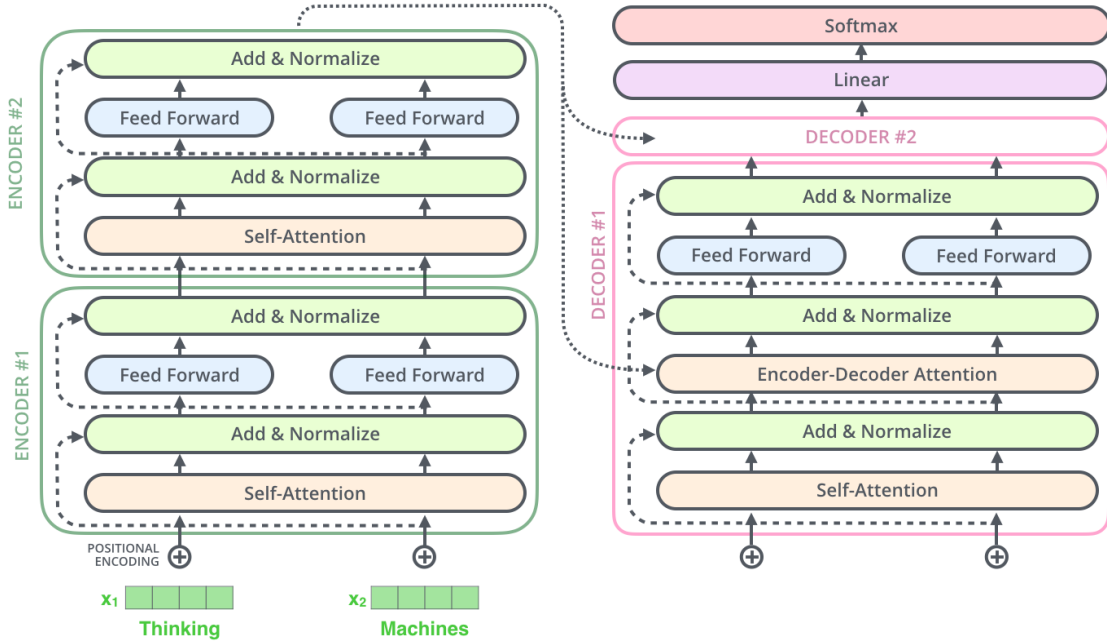 ENCODER #2
Add & Normalize
Feed Forward
Feed Forward
Add & Normalize
Self-Attention
ENCODER #1
Add & Normalize
Feed Forward
Feed Forward
Add & Normalize
Self-Attention
POSITIONAL
ENCODING
x₁
x₂
Thinking
Machines
Softmax
Linear
DECODER #2
DECODER #1
Add & Normalize
Feed Forward
Feed Forward
Add & Normalize
Encoder-Decoder Attention
Add & Normalize
Self-Attention